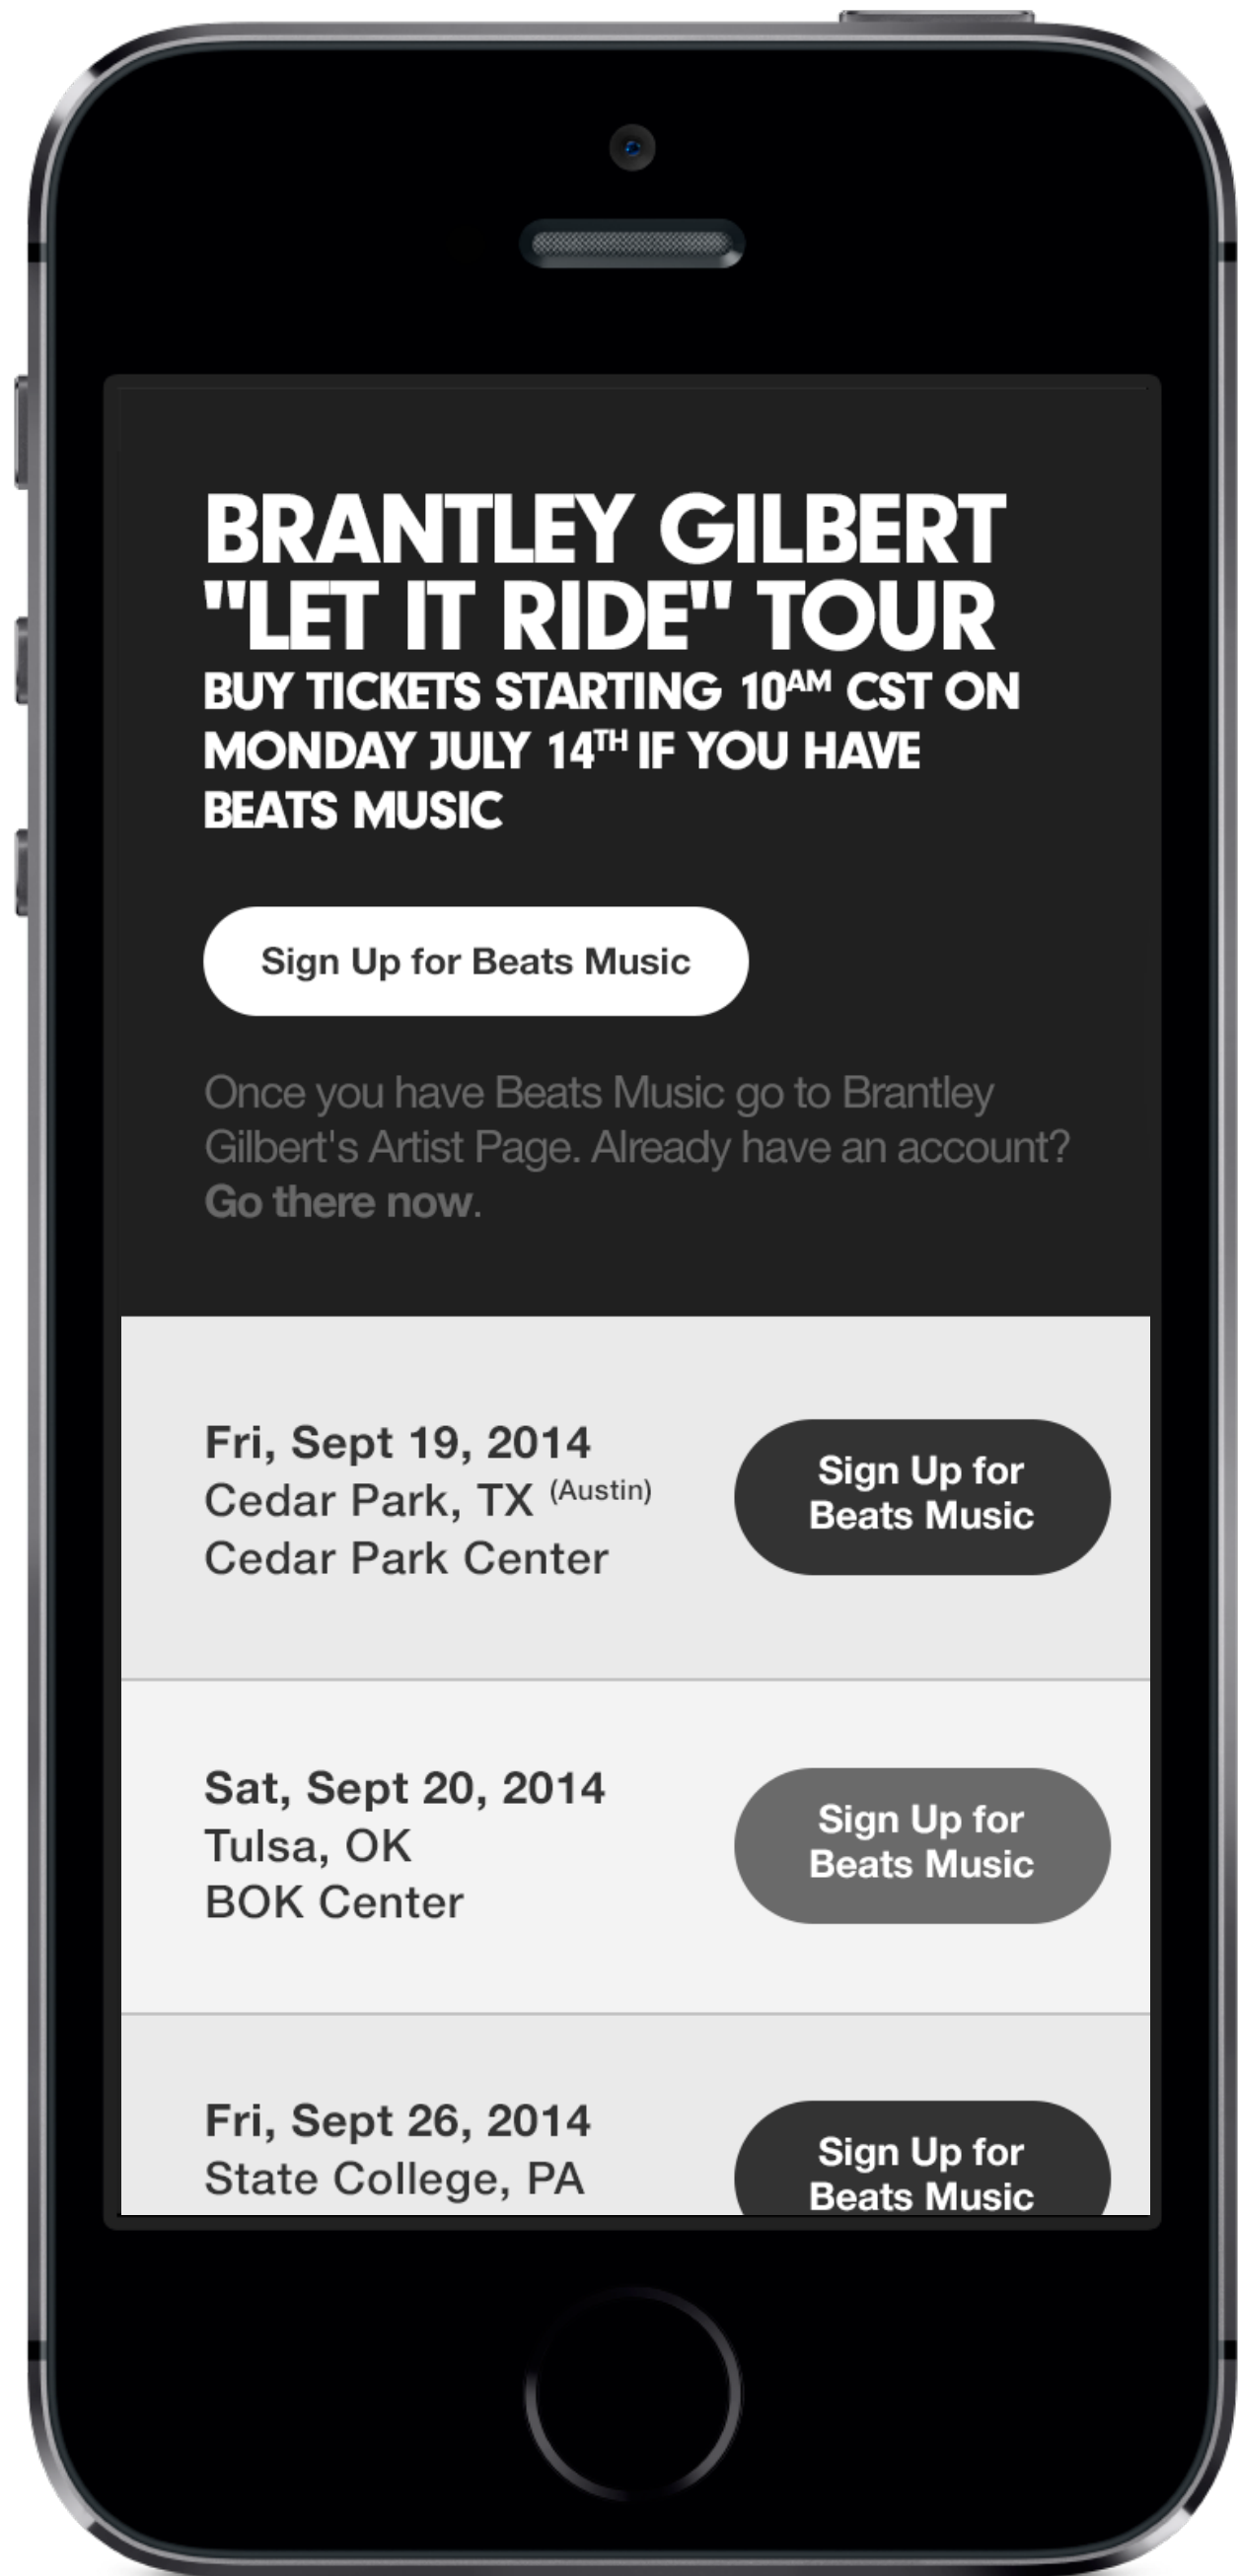 BRANTLEY GILBERT
"LET IT RIDE" TOUR
BUY TICKETS STARTING 10AM CST ON
MONDAY JULY 14TH IF YOU HAVE
BEATS MUSIC
Sign Up for Beats Music
Once you have Beats Music go to Brantley
Gilbert's Artist Page. Already have an account?
Go there now.
Fri, Sept 19, 2014
Cedar Park, TX (Austin)
Cedar Park Center
Sign Up for
Beats Music
Sat, Sept 20, 2014
Tulsa, OK
BOK Center
Sign Up for
Beats Music
Fri, Sept 26, 2014
State College, PA
Sign Up for
Beats Music